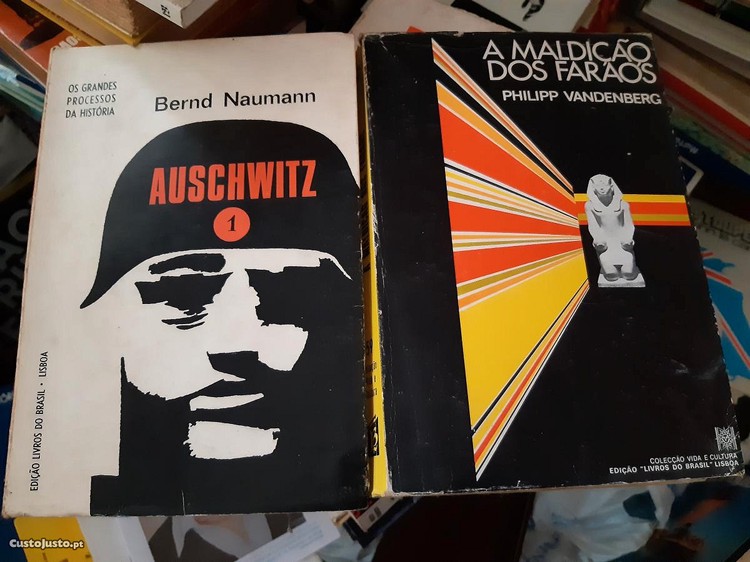 OS GRANDES
PROCESSOS
DA HISTÓRIA
Bernd Naumann
AUSCHWITZ
1
EDIÇÃO LIVROS DO BRASIL · LISBOA
A MALDIÇÃO
DOS FARÃOS
PHILIPP VANDENBERG
COLECÇÃO VIDA E CULTURA
EDIÇÃO "LIVROS DO BRASIL" LISBOA
CustoJusto.pt